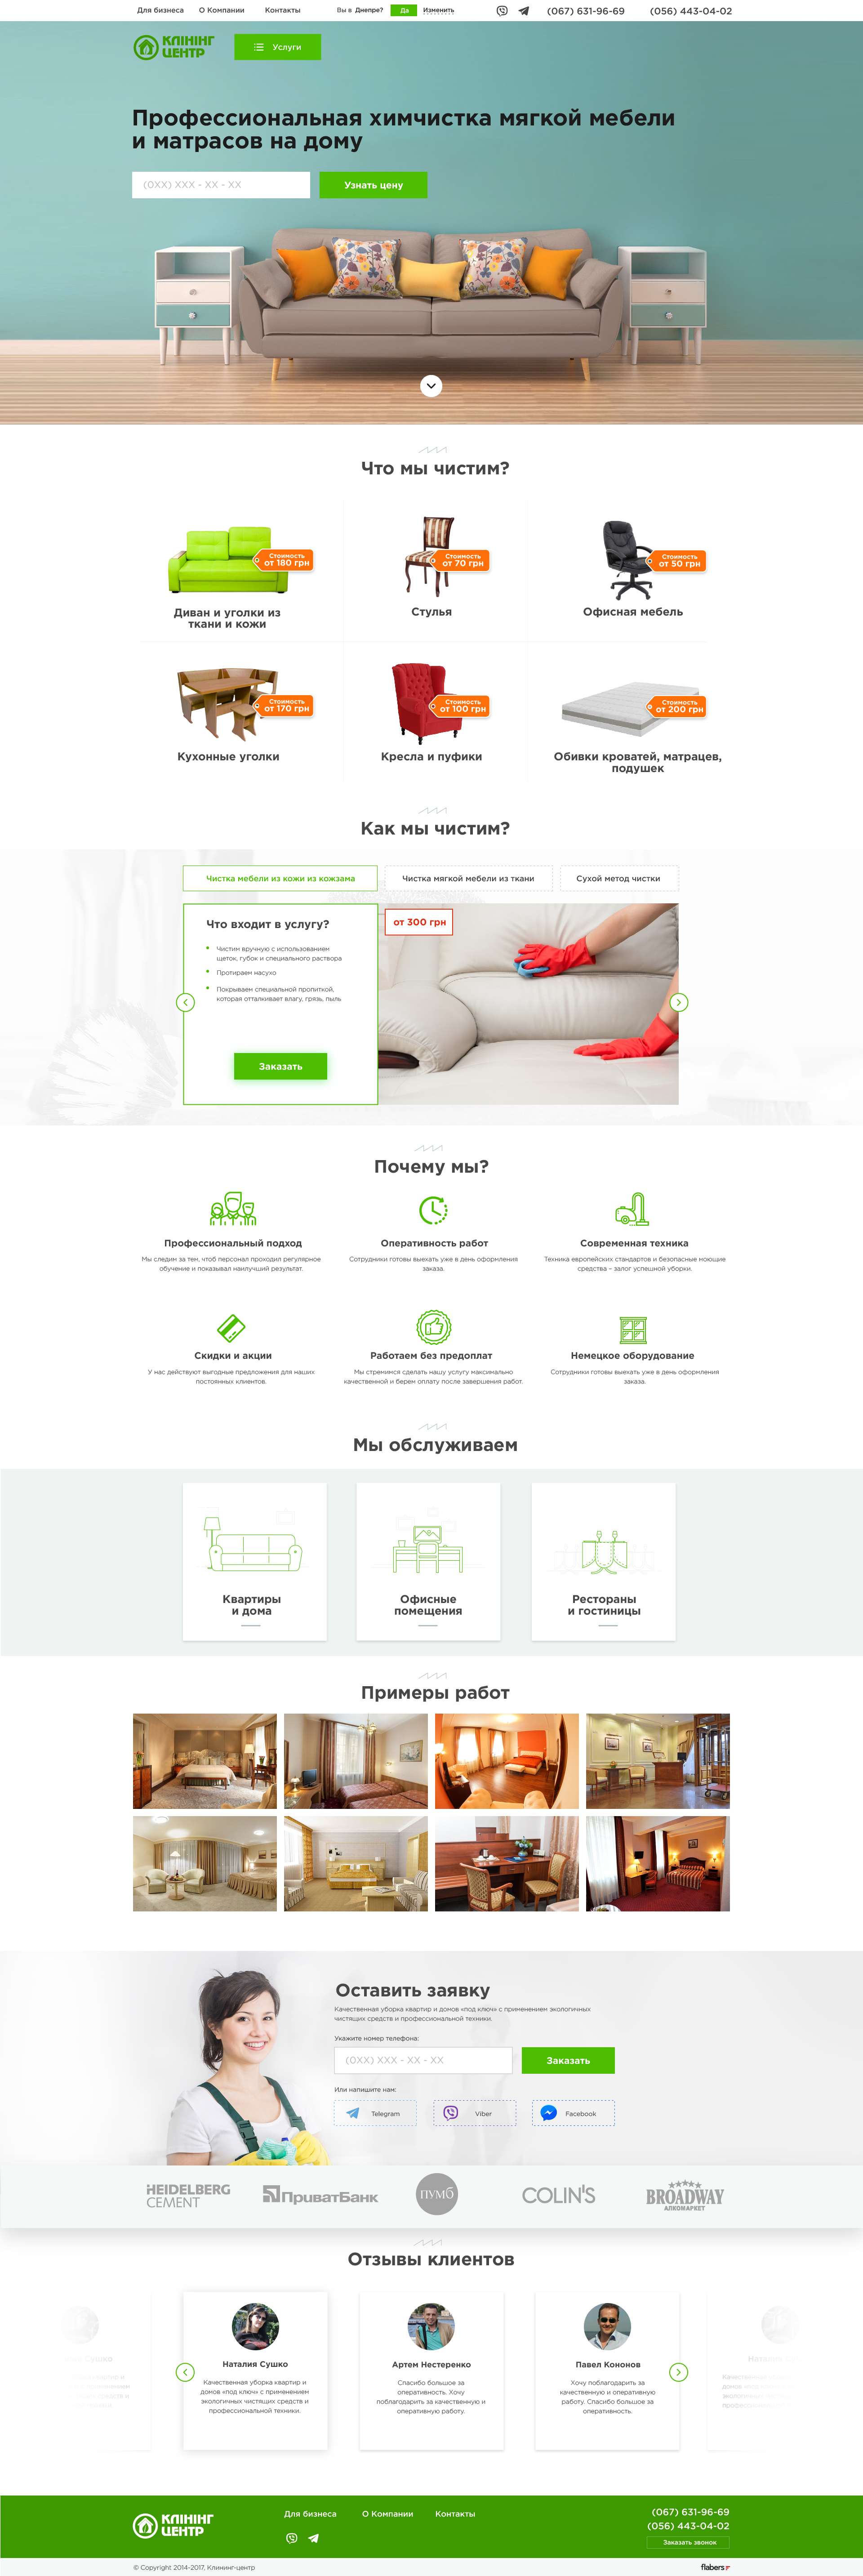 Для бизнеса О Компании Контакты Вы в Днепре? Да Изменить (067) 631-96-69 (056) 443-04-02
КЛІНІНГ
ЦЕНТР
Услуги
Профессиональная химчистка мягкой мебели
и матрасов на дому
(0XX) XXX - XX - XX
Узнать цену
Что мы чистим?
Стоимость
от 180 грн
Диван и уголки из
ткани и кожи
Стоимость
от 70 грн
Стулья
Стоимость
от 50 грн
Офисная мебель
Стоимость
от 170 грн
Кухонные уголки
Стоимость
от 100 грн
Кресла и пуфики
Стоимость
от 200 грн
Обивки кроватей, матрацев,
подушек
Как мы чистим?
Чистка мебели из кожи из кожзама
Чистка мягкой мебели из ткани
Сухой метод чистки
Что входит в услугу?
Чистим вручную с использованием
щеток, губок и специального раствора
Протираем насухо
Покрываем специальной пропиткой,
которая отталкивает влагу, грязь, пыль
Заказать
от 300 грн
Почему мы?
Профессиональный подход
Мы следим за тем, чтоб персонал проходил регулярное
обучение и показывал наилучший результат.
Оперативность работ
Сотрудники готовы выехать уже в день оформления
заказа.
Современная техника
Техника европейских стандартов и безопасные моющие
средства – залог успешной уборки.
Скидки и акции
У нас действуют выгодные предложения для наших
постоянных клиентов.
Работаем без предоплат
Мы стремимся сделать нашу услугу максимально
качественной и берем оплату после завершения работ.
Немецкое оборудование
Сотрудники готовы выехать уже в день оформления
заказа.
Мы обслуживаем
Квартиры
и дома
Офисные
помещения
Рестораны
и гостиницы
Примеры работ
Оставить заявку
Качественная уборка квартир и домов «под ключ» с применением экологичных
чистящих средств и профессиональной техники.
Укажите номер телефона:
(0XX) XXX - XX - XX
Заказать
Или напишите нам:
Telegram
Viber
Facebook
HEIDELBERG
CEMENT
ПриватБанк
ПУМБ
COLIN'S
BROADWAY
АЛКОМАРКЕТ
Отзывы клиентов
Наталия Сушко
Качественная уборка квартир и
домов «под ключ» с применением
экологичных чистящих средств и
профессиональной техники.
Артем Нестеренко
Спасибо большое за
оперативность. Хочу
поблагодарить за качественную и
оперативную работу.
Павел Кононов
Хочу поблагодарить за
качественную и оперативную
работу. Спасибо большое за
оперативность.
КЛІНІНГ
ЦЕНТР
Для бизнеса О Компании Контакты
(067) 631-96-69
(056) 443-04-02
Заказать звонок
© Copyright 2014-2017, Клининг-центр
flabers